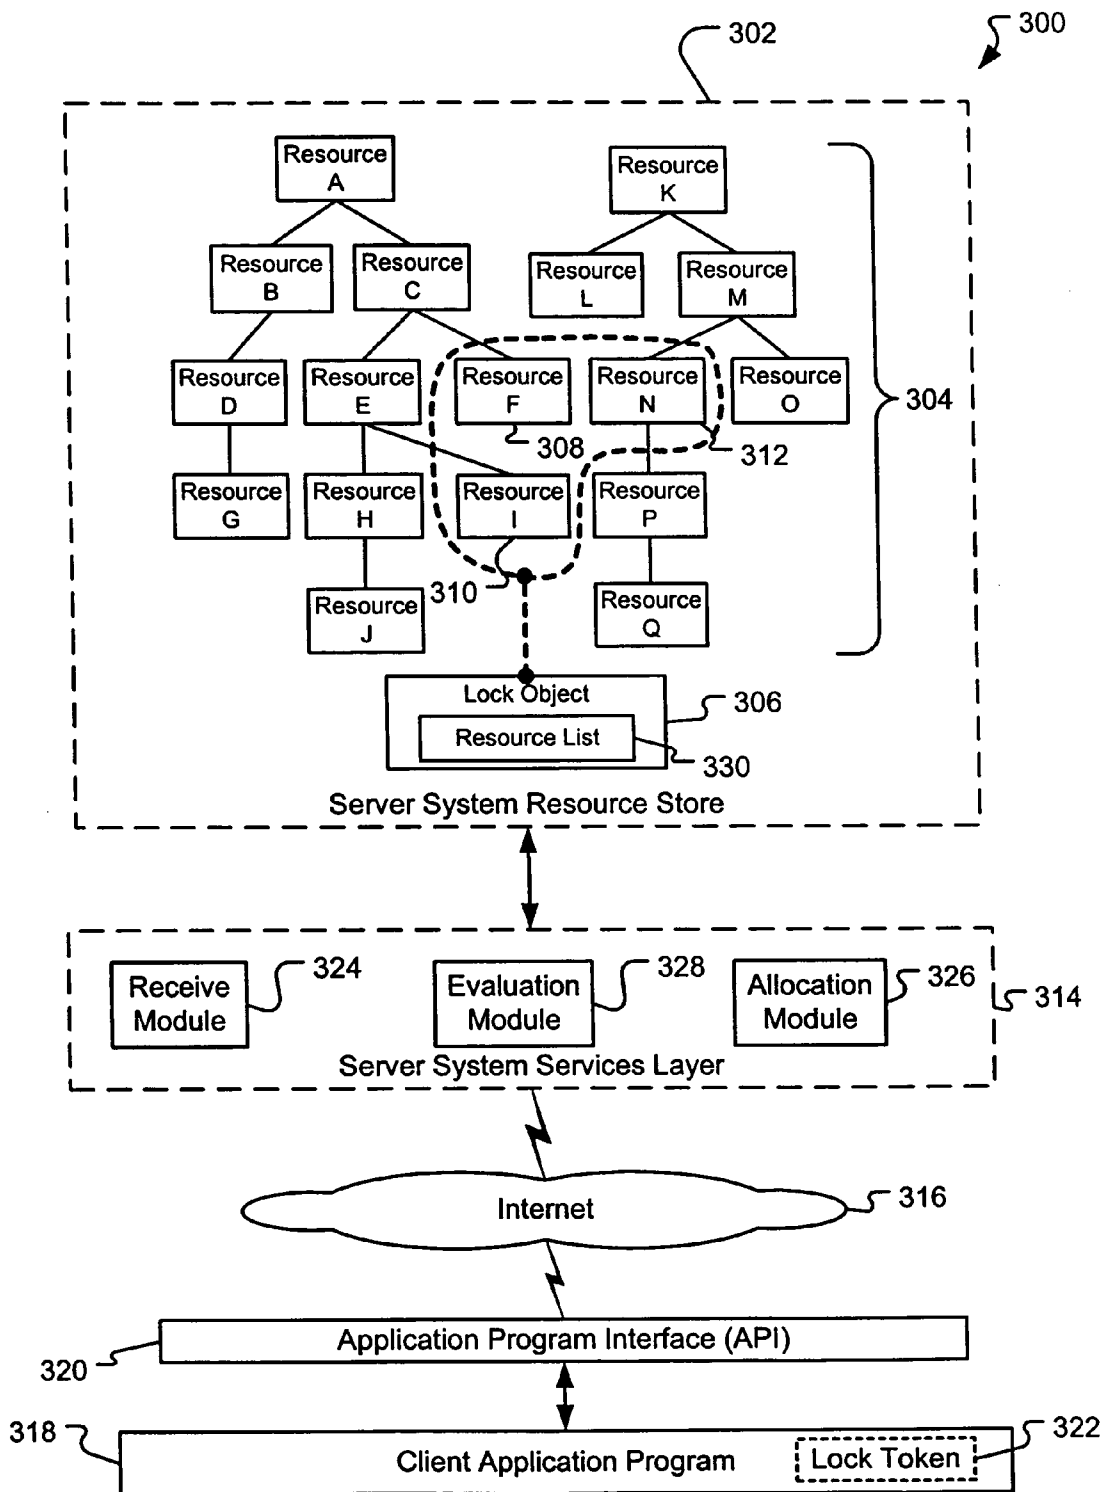 300
302
Resource
A
Resource
K
Resource
B
Resource
C
Resource
L
Resource
M
Resource
D
Resource
E
Resource
F
Resource
N
Resource
O
304
308
312
Resource
G
Resource
H
Resource
I
Resource
P
310
Resource
J
Resource
Q
Lock Object
306
Resource List
330
Server System Resource Store
324
328
326
Receive
Module
Evaluation
Module
Allocation
Module
314
Server System Services Layer
Internet
316
Application Program Interface (API)
320
318
322
Client Application Program
Lock Token